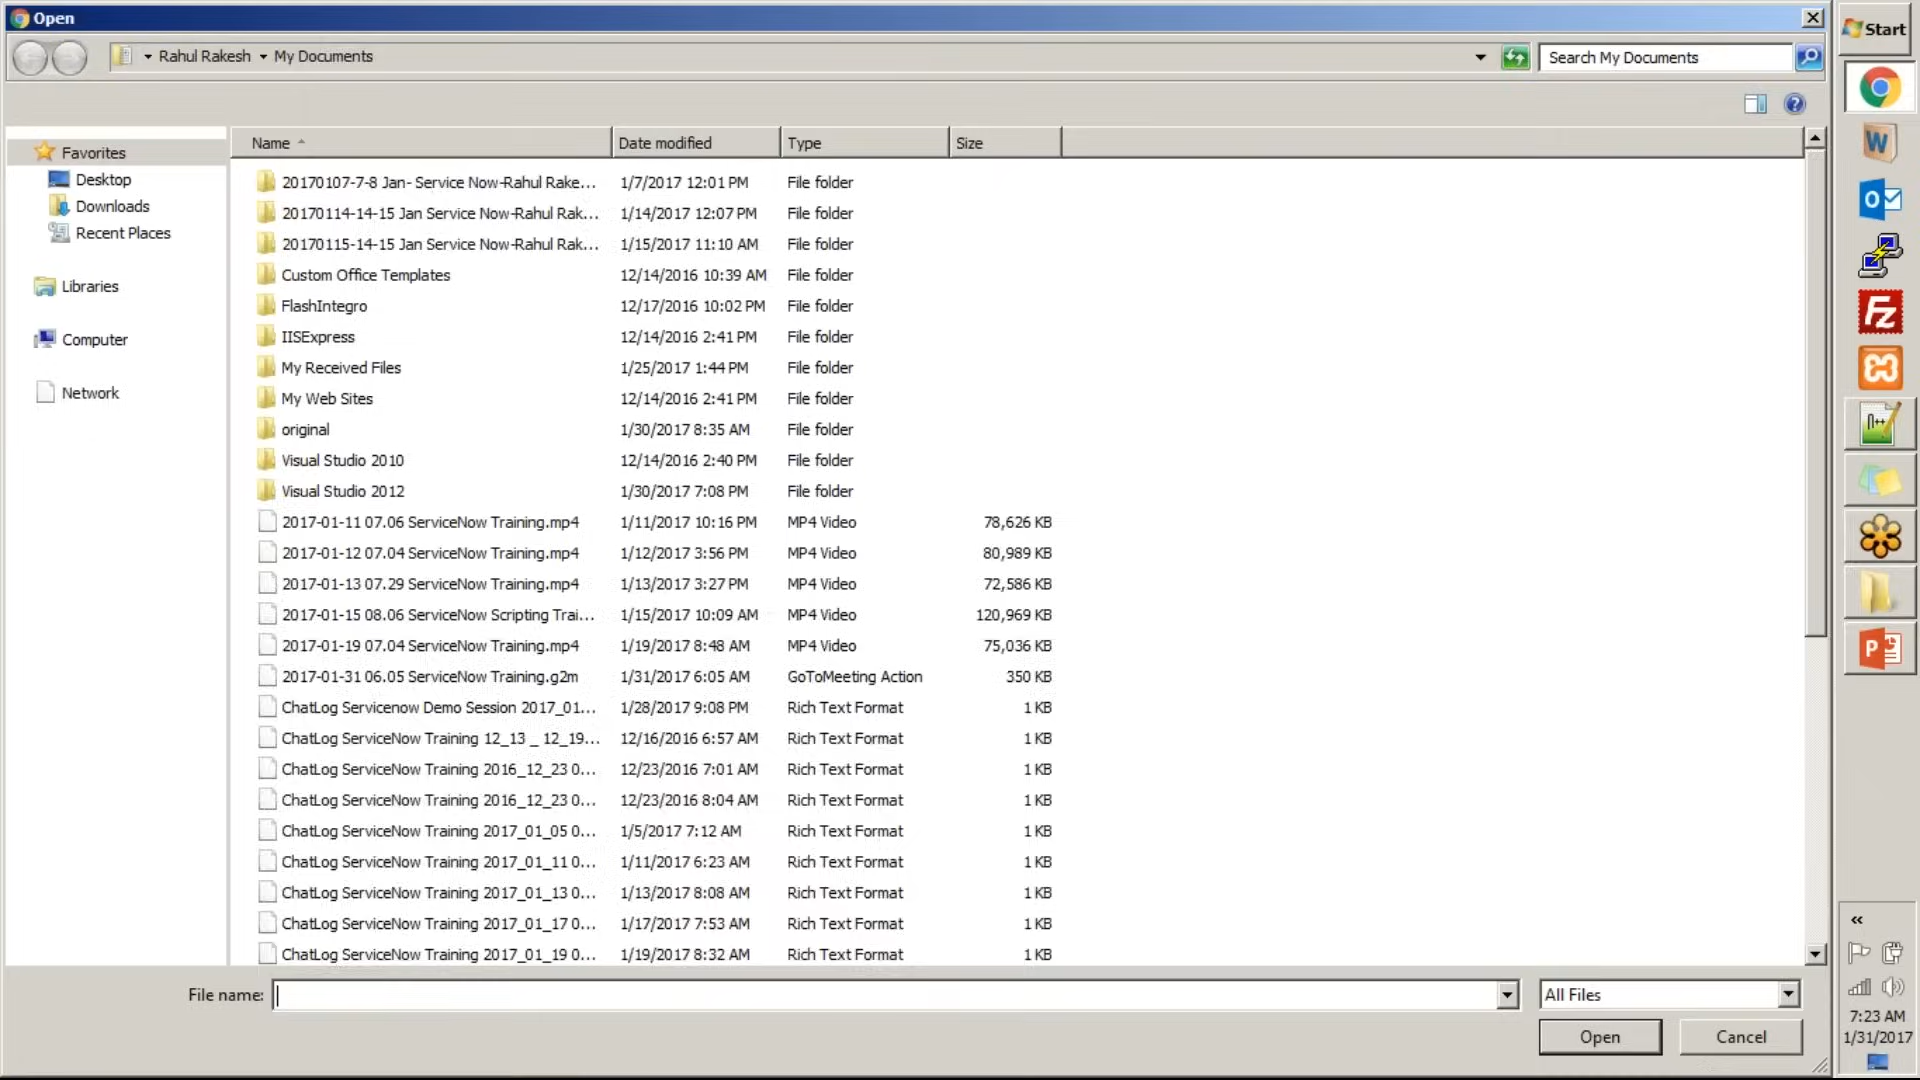 Open
Start
Rahul Rakesh My Documents
Search My Documents
Name Date modified Type Size
Favorites
Desktop
Downloads
Recent Places
Libraries
Computer
Network
20170107-7-8 Jan- Service Now-Rahul Rake... 1/7/2017 12:01 PM File folder
20170114-14-15 Jan Service Now-Rahul Rak... 1/14/2017 12:07 PM File folder
20170115-14-15 Jan Service Now-Rahul Rak... 1/15/2017 11:10 AM File folder
Custom Office Templates 12/14/2016 10:39 AM File folder
FlashIntegro 12/17/2016 10:02 PM File folder
IISExpress 12/14/2016 2:41 PM File folder
My Received Files 1/25/2017 1:44 PM File folder
My Web Sites 12/14/2016 2:41 PM File folder
original 1/30/2017 8:35 AM File folder
Visual Studio 2010 12/14/2016 2:40 PM File folder
Visual Studio 2012 1/30/2017 7:08 PM File folder
2017-01-11 07.06 ServiceNow Training.mp4 1/11/2017 10:16 PM MP4 Video 78,626 KB
2017-01-12 07.04 ServiceNow Training.mp4 1/12/2017 3:56 PM MP4 Video 80,989 KB
2017-01-13 07.29 ServiceNow Training.mp4 1/13/2017 3:27 PM MP4 Video 72,586 KB
2017-01-15 08.06 ServiceNow Scripting Trai... 1/15/2017 10:09 AM MP4 Video 120,969 KB
2017-01-19 07.04 ServiceNow Training.mp4 1/19/2017 8:48 AM MP4 Video 75,036 KB
2017-01-31 06.05 ServiceNow Training.g2m 1/31/2017 6:05 AM GoToMeeting Action 350 KB
ChatLog Servicenow Demo Session 2017_01... 1/28/2017 9:08 PM Rich Text Format 1 KB
ChatLog ServiceNow Training 12_13 _ 12_19... 12/16/2016 6:57 AM Rich Text Format 1 KB
ChatLog ServiceNow Training 2016_12_23 0... 12/23/2016 7:01 AM Rich Text Format 1 KB
ChatLog ServiceNow Training 2016_12_23 0... 12/23/2016 8:04 AM Rich Text Format 1 KB
ChatLog ServiceNow Training 2017_01_05 0... 1/5/2017 7:12 AM Rich Text Format 1 KB
ChatLog ServiceNow Training 2017_01_11 0... 1/11/2017 6:23 AM Rich Text Format 1 KB
ChatLog ServiceNow Training 2017_01_13 0... 1/13/2017 8:08 AM Rich Text Format 1 KB
ChatLog ServiceNow Training 2017_01_17 0... 1/17/2017 7:53 AM Rich Text Format 1 KB
ChatLog ServiceNow Training 2017_01_19 0... 1/19/2017 8:32 AM Rich Text Format 1 KB
File name:
All Files
Open Cancel
7:23 AM
1/31/2017